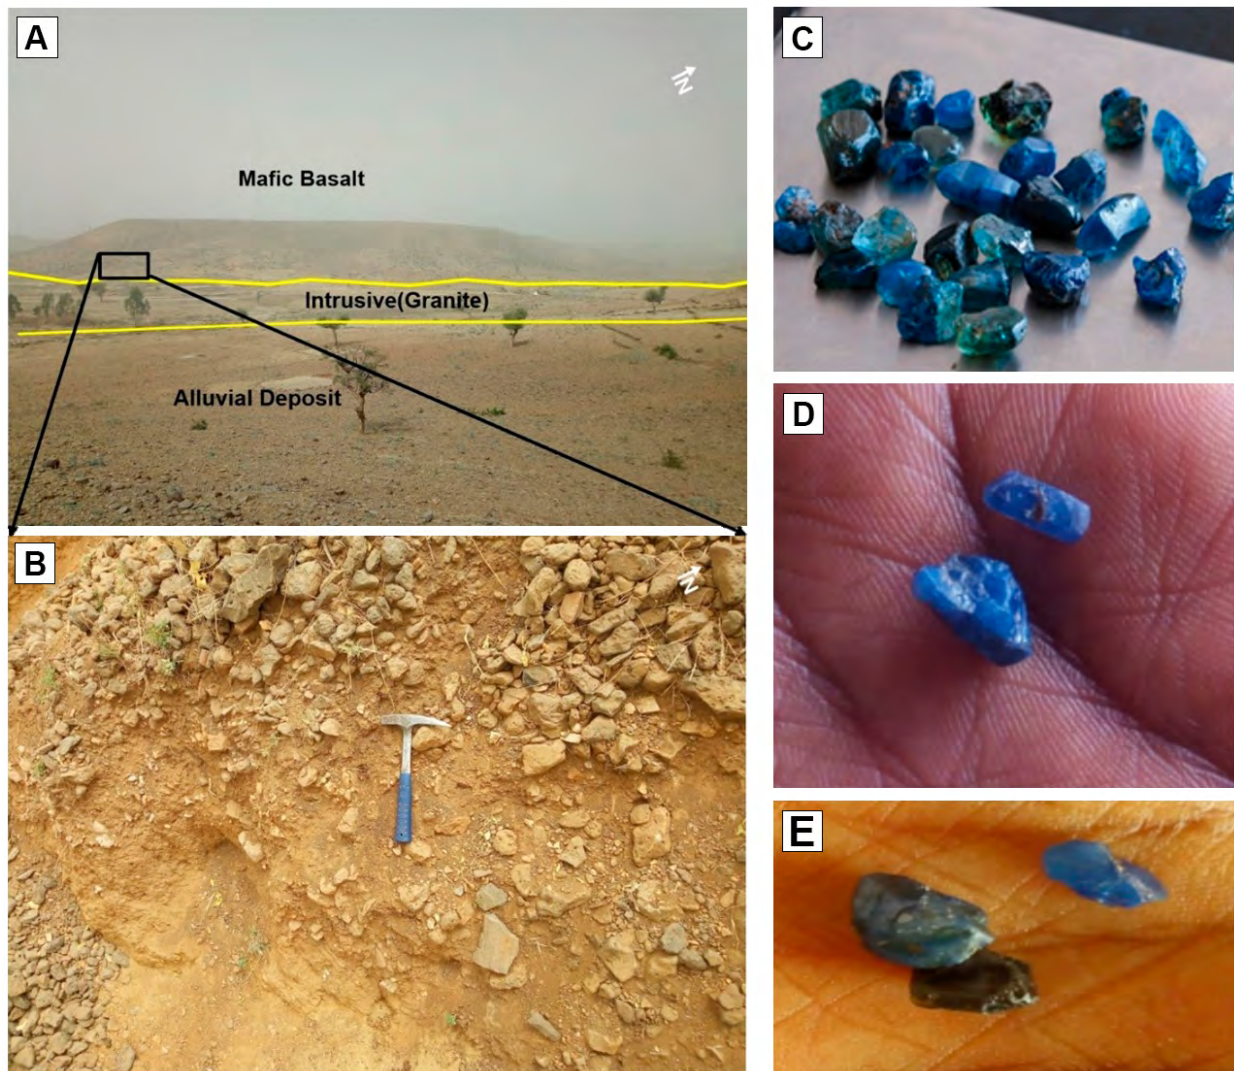 A
N
Mafic Basalt
Intrusive(Granite)
Alluvial Deposit
B
N
C
D
E